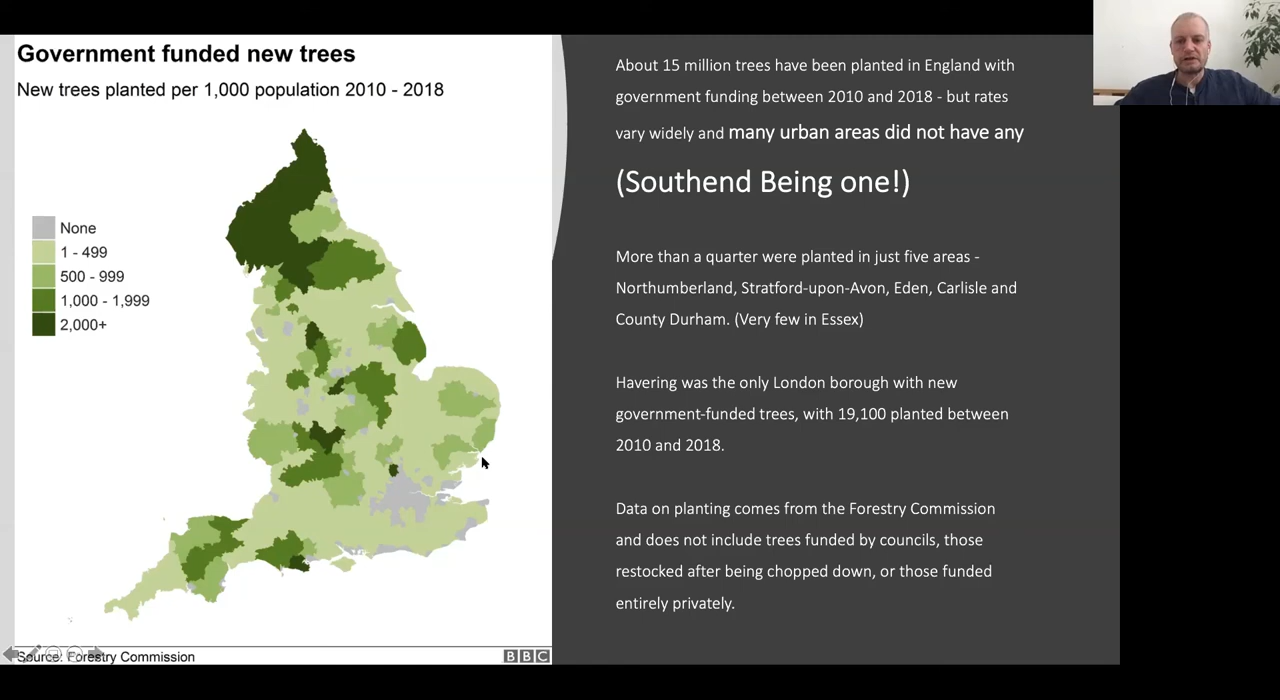 Government funded new trees
New trees planted per 1,000 population 2010 - 2018
None
1 - 499
500 - 999
1,000 - 1,999
2,000+
Source: Forestry Commission
BBC
About 15 million trees have been planted in England with
government funding between 2010 and 2018 - but rates
vary widely and many urban areas did not have any
(Southend Being one!)
More than a quarter were planted in just five areas -
Northumberland, Stratford-upon-Avon, Eden, Carlisle and
County Durham. (Very few in Essex)
Havering was the only London borough with new
government-funded trees, with 19,100 planted between
2010 and 2018.
Data on planting comes from the Forestry Commission
and does not include trees funded by councils, those
restocked after being chopped down, or those funded
entirely privately.